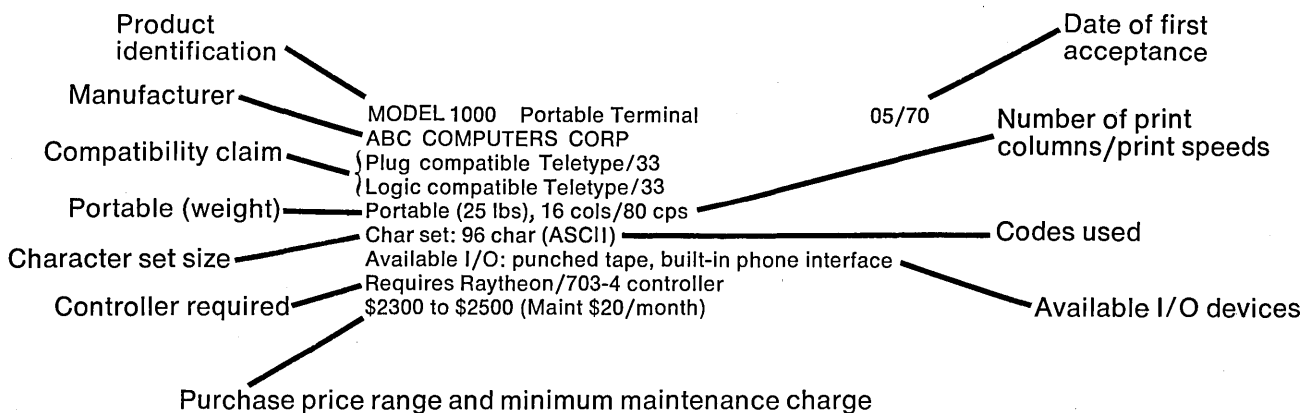 Product
identification
Date of first
acceptance
Manufacturer
MODEL 1000 Portable Terminal 05/70
ABC COMPUTERS CORP
Number of print
columns/print speeds
Compatibility claim
Plug compatible Teletype/33
Logic compatible Teletype/33
Portable (weight)
Portable (25 lbs), 16 cols/80 cps
Char set: 96 char (ASCII)
Codes used
Character set size
Available I/O: punched tape, built-in phone interface
Controller required
Requires Raytheon/703-4 controller
$2300 to $2500 (Maint $20/month)
Available I/O devices
Purchase price range and minimum maintenance charge